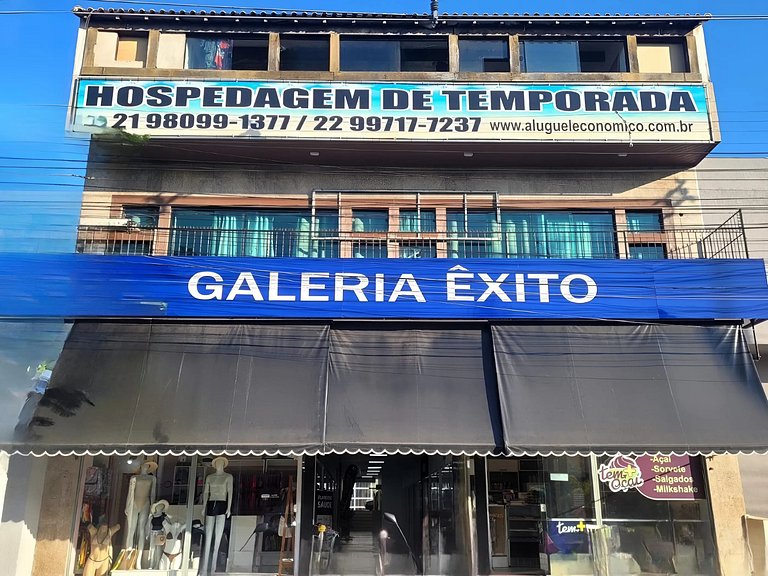 HOSPEDAGEM DE TEMPORADA
21 98099-1377 / 22 99717-7237 www.alugueleconomico.com.br
GALERIA ÊXITO
tem+
açaí
-Açaí
-Sorvete
-Salgados
-Milkshake
SAÚDE
tem+